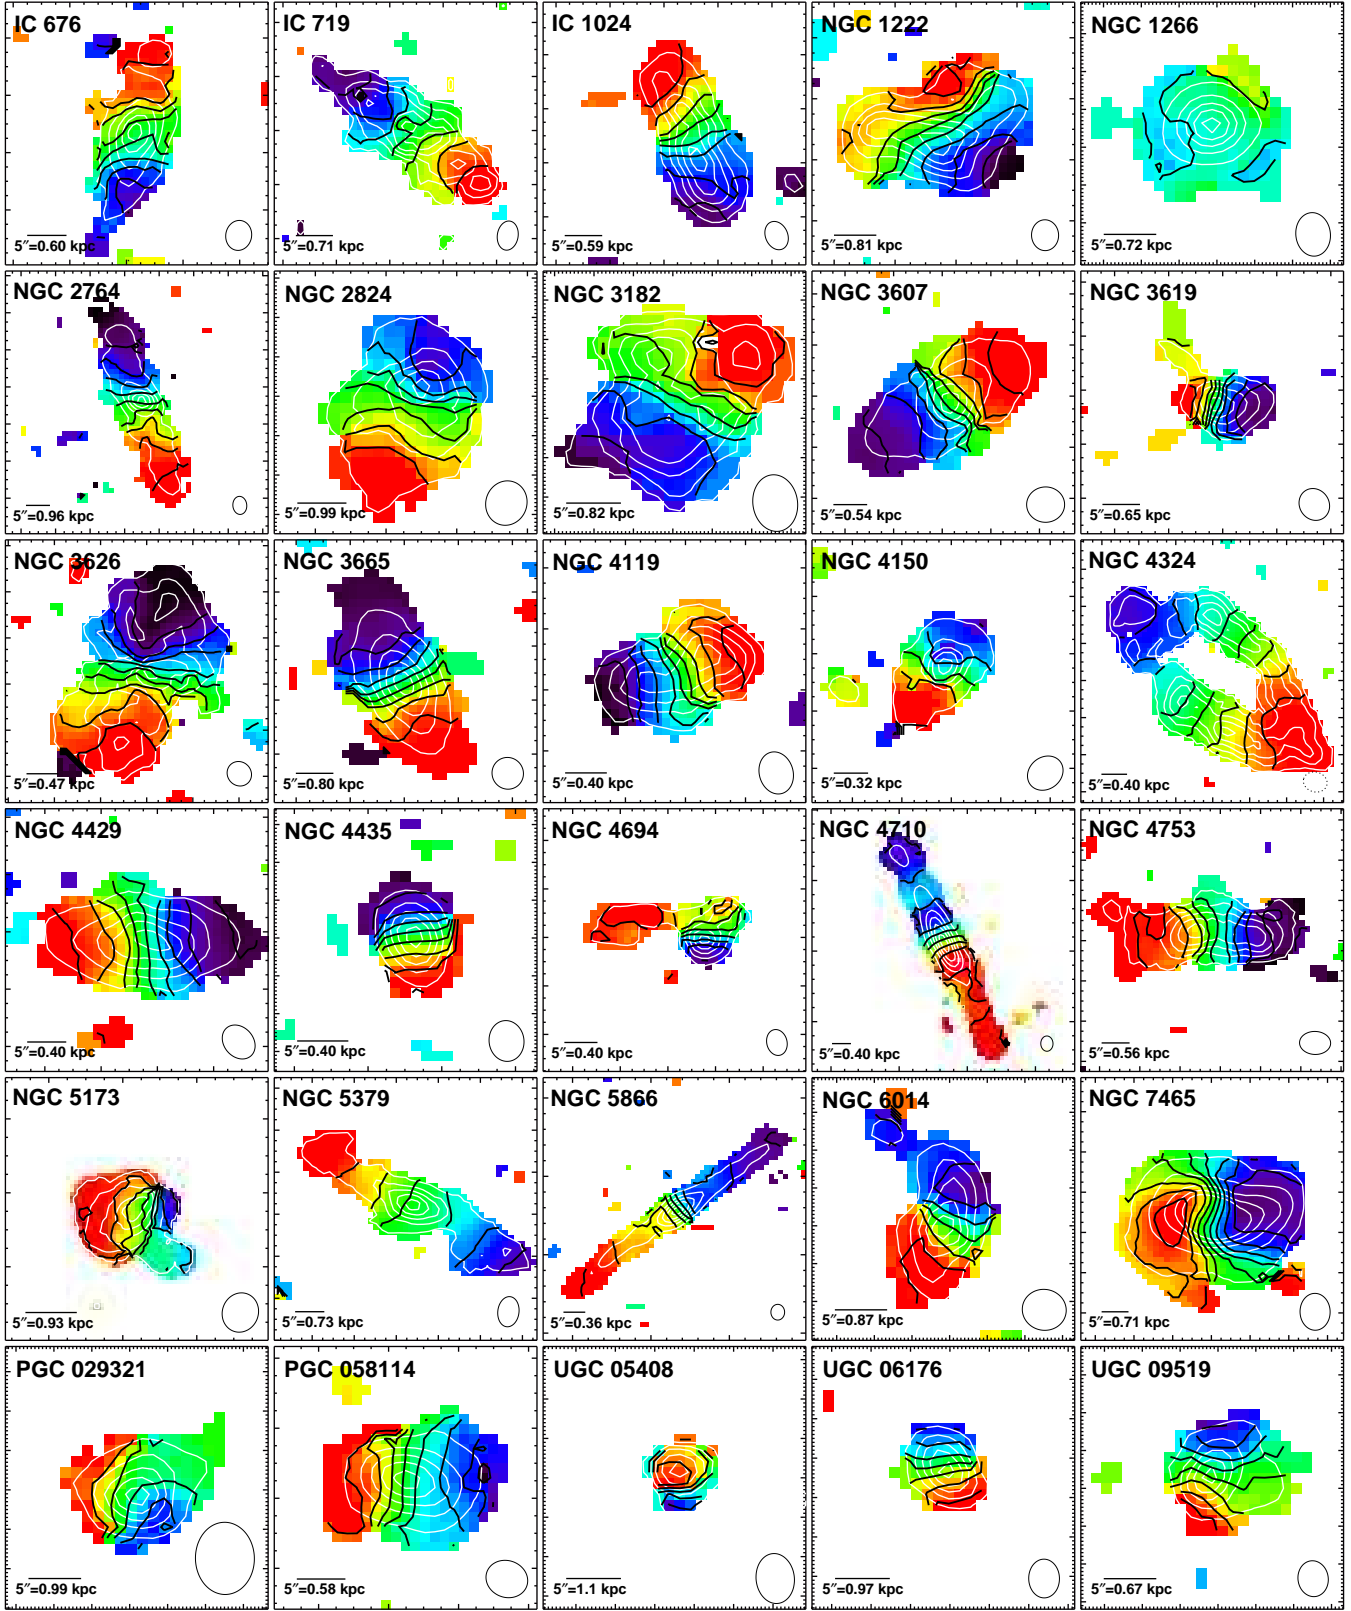 IC 676
5″=0.60 kpc
IC 719
5″=0.71 kpc
IC 1024
5″=0.59 kpc
NGC 1222
5″=0.81 kpc
NGC 1266
5″=0.72 kpc
NGC 2764
5″=0.96 kpc
NGC 2824
5″=0.99 kpc
NGC 3182
5″=0.82 kpc
NGC 3607
5″=0.54 kpc
NGC 3619
5″=0.65 kpc
NGC 3626
5″=0.47 kpc
NGC 3665
5″=0.80 kpc
NGC 4119
5″=0.40 kpc
NGC 4150
5″=0.32 kpc
NGC 4324
5″=0.40 kpc
NGC 4429
5″=0.40 kpc
NGC 4435
5″=0.40 kpc
NGC 4694
5″=0.40 kpc
NGC 4710
5″=0.40 kpc
NGC 4753
5″=0.56 kpc
NGC 5173
5″=0.93 kpc
NGC 5379
5″=0.73 kpc
NGC 5866
5″=0.36 kpc
NGC 6014
5″=0.87 kpc
NGC 7465
5″=0.71 kpc
PGC 029321
5″=0.99 kpc
PGC 058114
5″=0.58 kpc
UGC 05408
5″=1.1 kpc
UGC 06176
5″=0.97 kpc
UGC 09519
5″=0.67 kpc